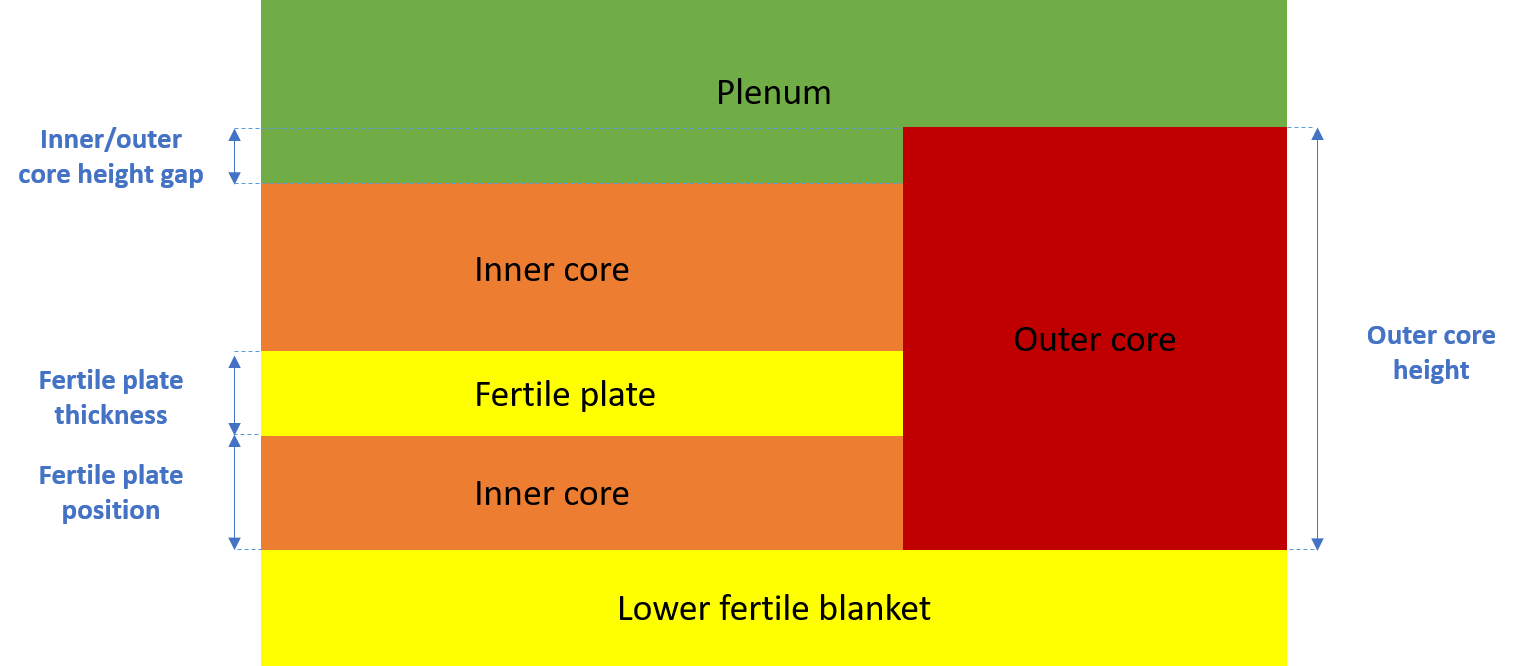 Plenum
Inner/outer
core height gap
Inner core
Outer core
Outer core
height
Fertile plate
thickness
Fertile plate
Fertile plate
position
Inner core
Lower fertile blanket